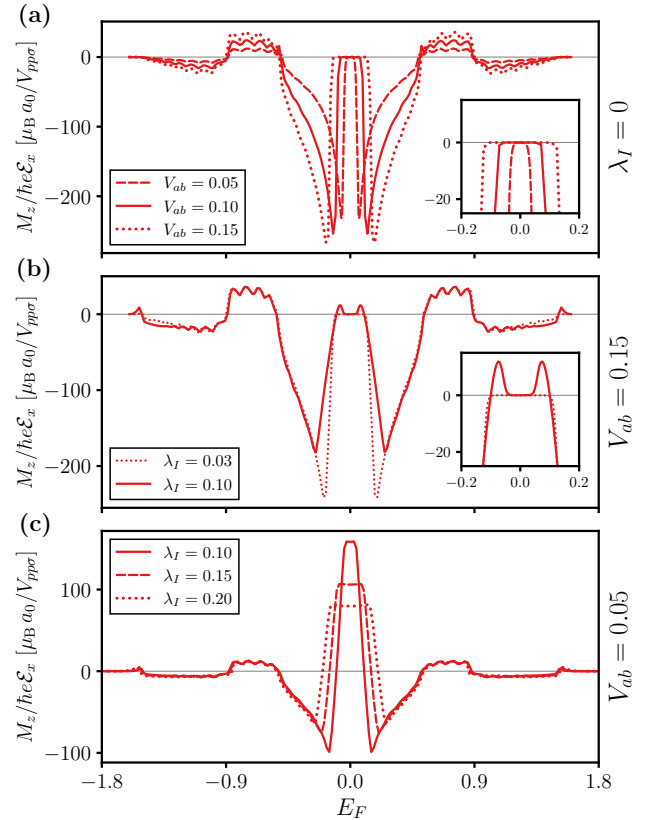 (a)
0
−100
−200
M_z/ħeℰ_x [μ_B a_0/V_ppσ]
V_ab = 0.05
V_ab = 0.10
V_ab = 0.15
0
−20
−0.2 0.0 0.2
λ_I = 0
(b)
0
−100
−200
M_z/ħeℰ_x [μ_B a_0/V_ppσ]
λ_I = 0.03
λ_I = 0.10
0
−20
−0.2 0.0 0.2
V_ab = 0.15
(c)
100
0
−100
M_z/ħeℰ_x [μ_B a_0/V_ppσ]
λ_I = 0.10
λ_I = 0.15
λ_I = 0.20
V_ab = 0.05
−1.8 −0.9 0.0 0.9 1.8
E_F